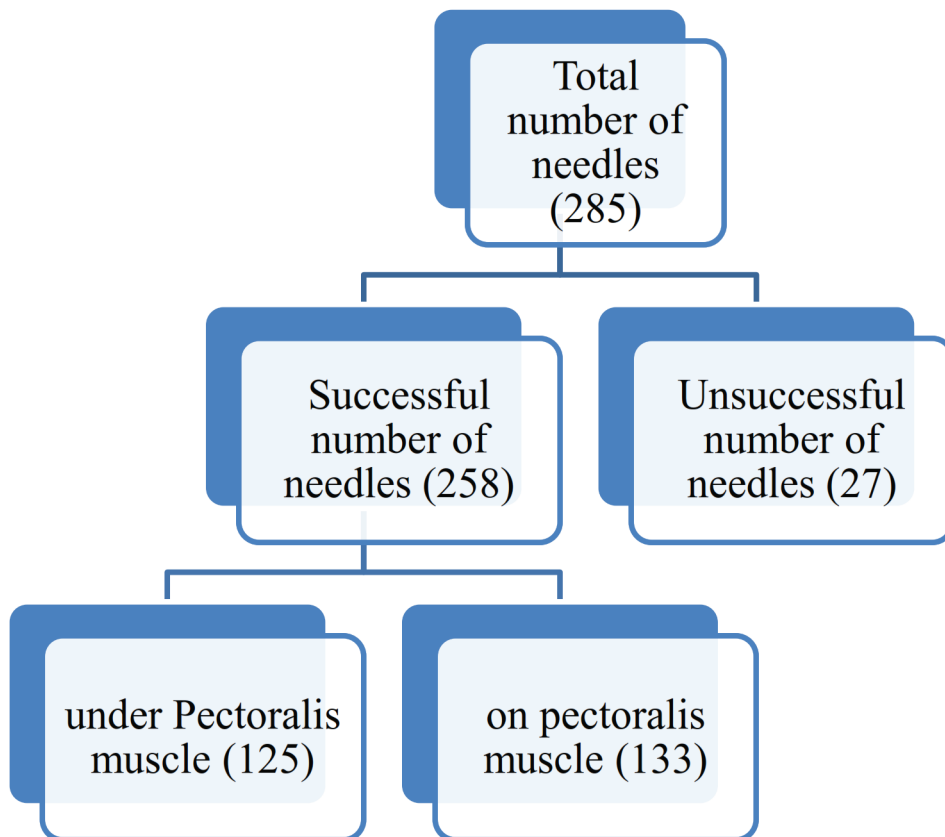 Total
number of
needles
(285)
Successful
number of
needles (258)
Unsuccessful
number of
needles (27)
under Pectoralis
muscle (125)
on pectoralis
muscle (133)